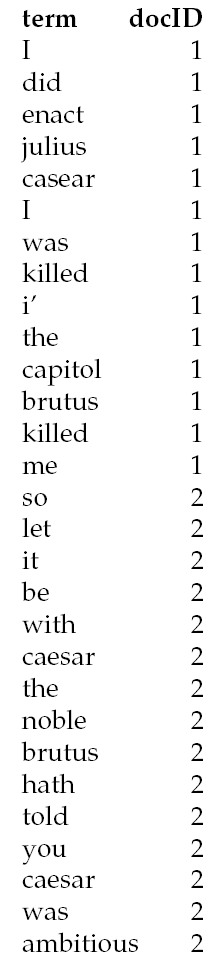 term docID
I 1
did 1
enact 1
julius 1
casear 1
I 1
was 1
killed 1
i' 1
the 1
capitol 1
brutus 1
killed 1
me 1
so 2
let 2
it 2
be 2
with 2
caesar 2
the 2
noble 2
brutus 2
hath 2
told 2
you 2
caesar 2
was 2
ambitious 2